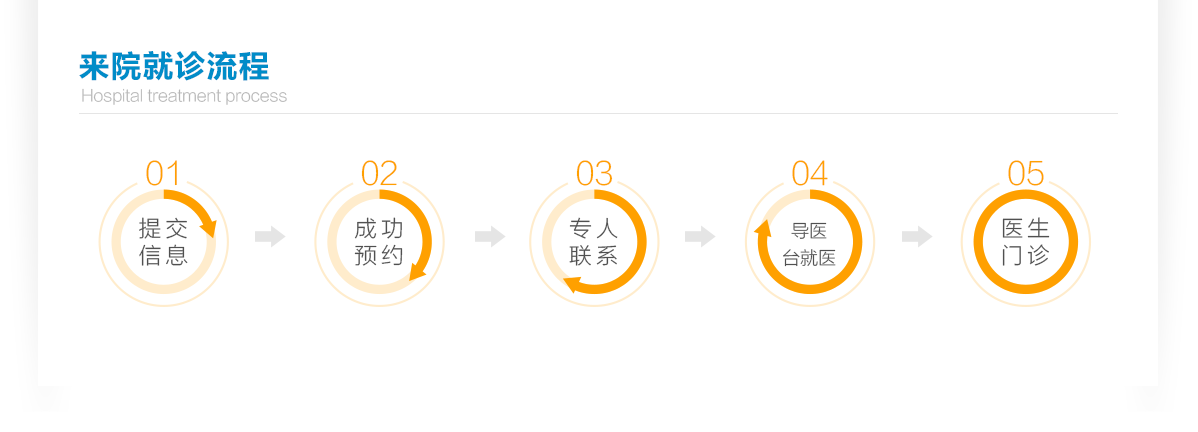 来院就诊流程
Hospital treatment process
01
提交
信息
02
成功
预约
03
专人
联系
04
导医
台就医
05
医生
门诊